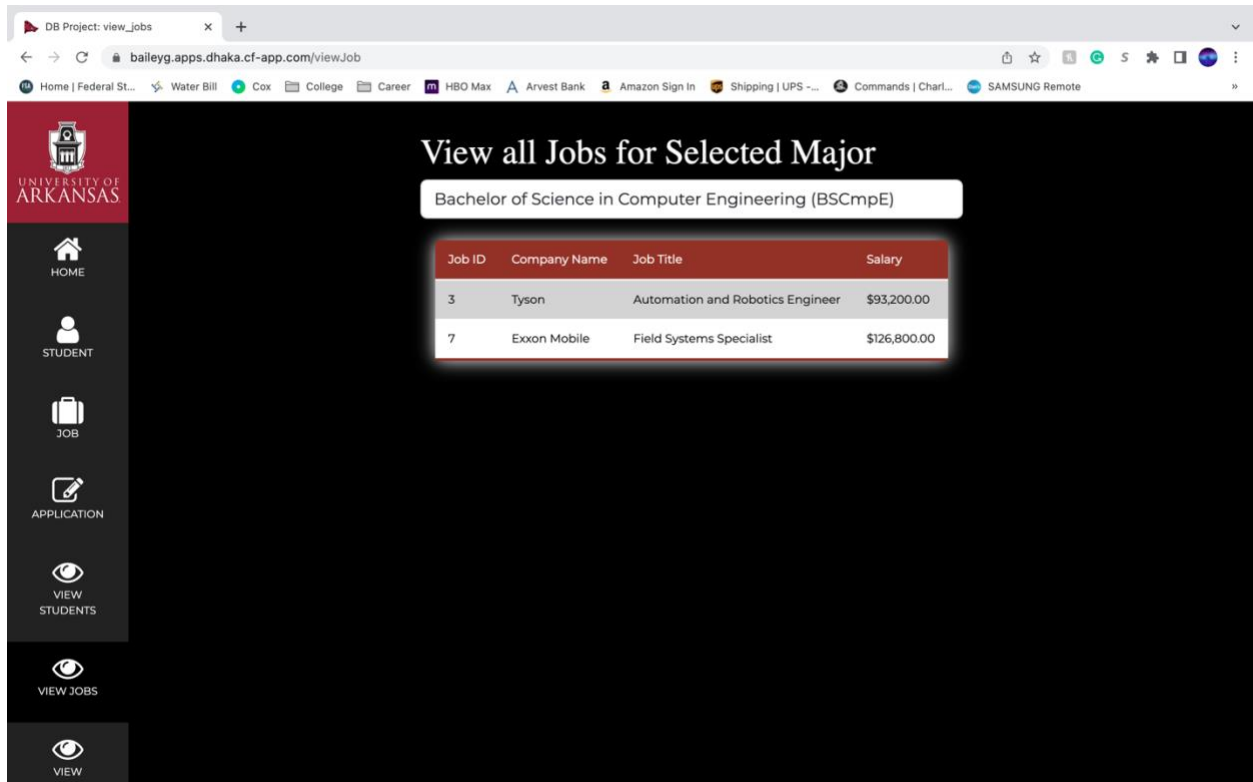 DB Project: view_jobs
baileyg.apps.dhaka.cf-app.com/viewJob
Home | Federal St... Water Bill Cox College Career HBO Max Arvest Bank Amazon Sign In Shipping | UPS -... Commands | Charl... SAMSUNG Remote
UNIVERSITY OF
ARKANSAS
View all Jobs for Selected Major
Bachelor of Science in Computer Engineering (BSCmpE)
Job ID Company Name Job Title Salary
3 Tyson Automation and Robotics Engineer $93,200.00
7 Exxon Mobile Field Systems Specialist $126,800.00
HOME
STUDENT
JOB
APPLICATION
VIEW
STUDENTS
VIEW JOBS
VIEW